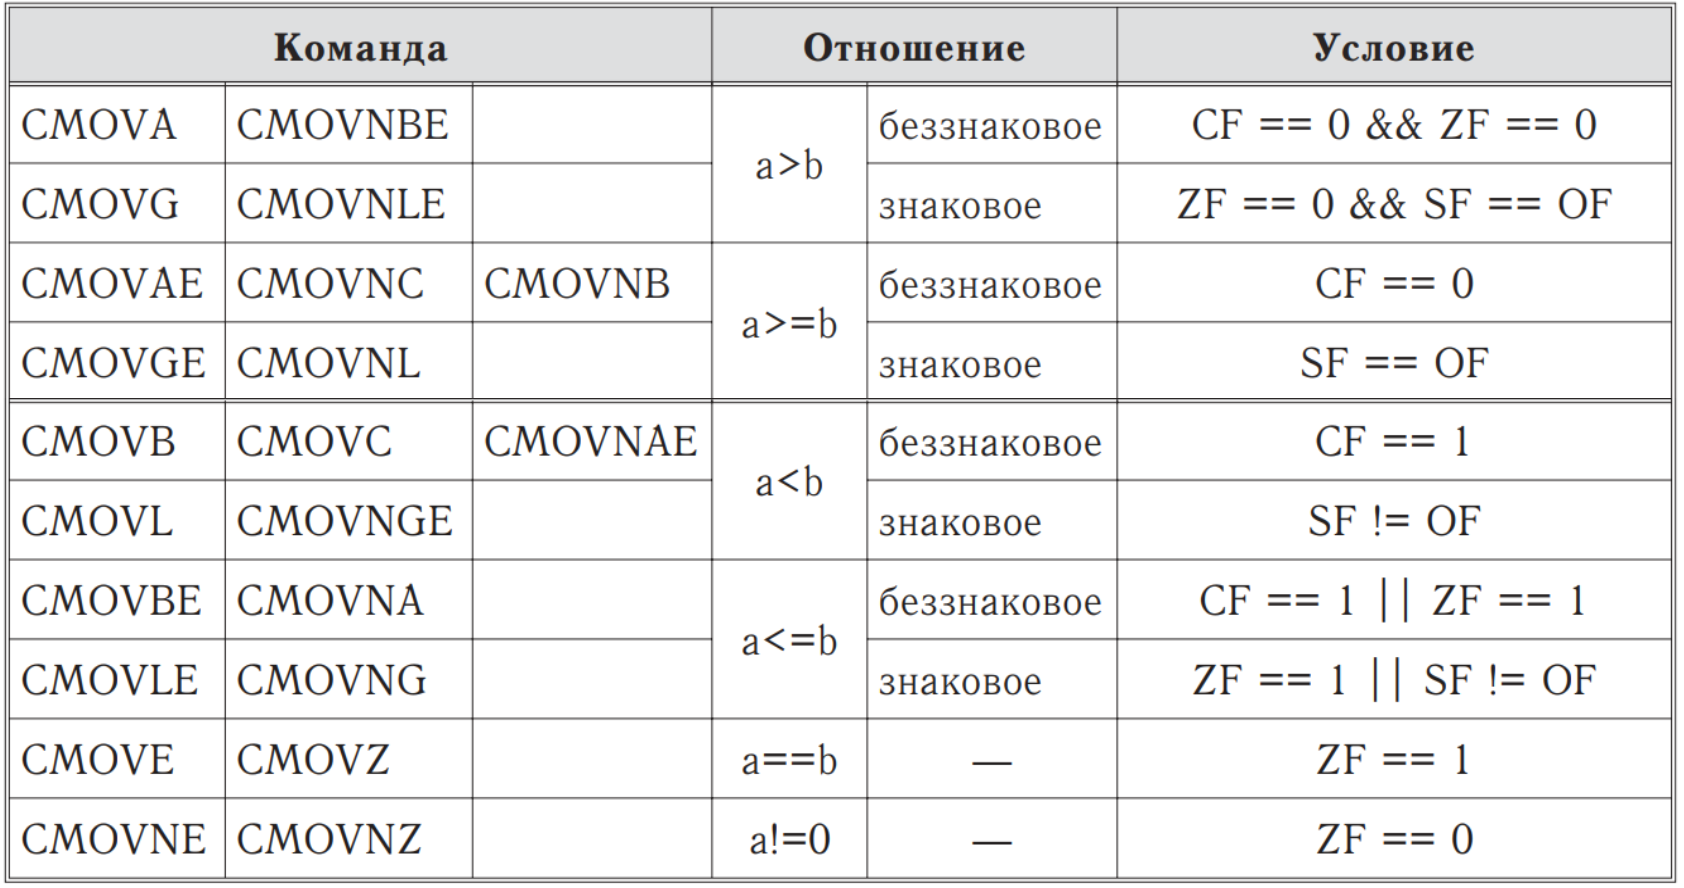 Команда Отношение Условие
CMOVA CMOVNBE a>b беззнаковое CF == 0 && ZF == 0
CMOVG CMOVNLE знаковое ZF == 0 && SF == OF
CMOVAE CMOVNC CMOVNB a>=b беззнаковое CF == 0
CMOVGE CMOVNL знаковое SF == OF
CMOVB CMOVC CMOVNAE a<b беззнаковое CF == 1
CMOVL CMOVNGE знаковое SF != OF
CMOVBE CMOVNA a<=b беззнаковое CF == 1 || ZF == 1
CMOVLE CMOVNG знаковое ZF == 1 || SF != OF
CMOVE CMOVZ a==b — ZF == 1
CMOVNE CMOVNZ a!=0 — ZF == 0